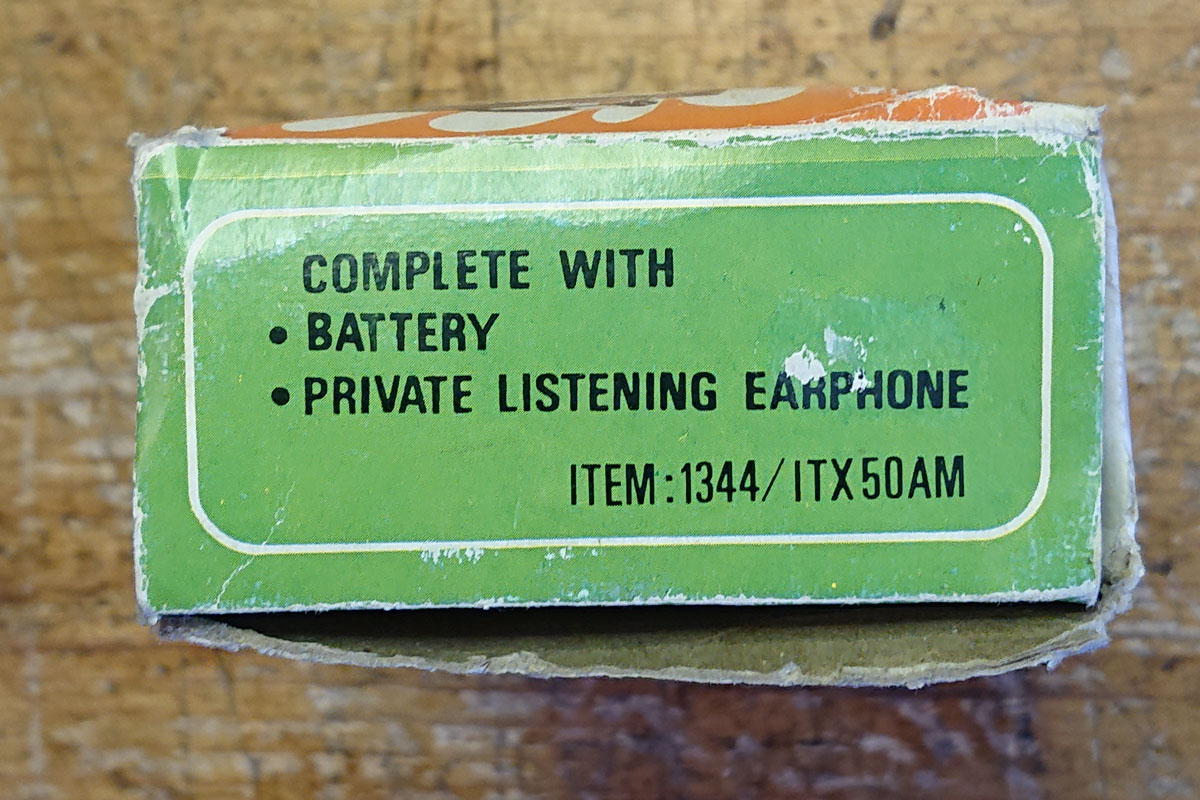 COMPLETE WITH
• BATTERY
• PRIVATE LISTENING EARPHONE
ITEM:1344/ITX50AM